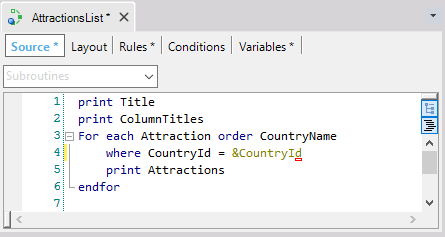 AttractionsList *
Source * Layout Rules * Conditions Variables *
Subroutines
1 print Title
2 print ColumnTitles
3 For each Attraction order CountryName
4 where CountryId = &CountryId
5 print Attractions
6 endfor
7